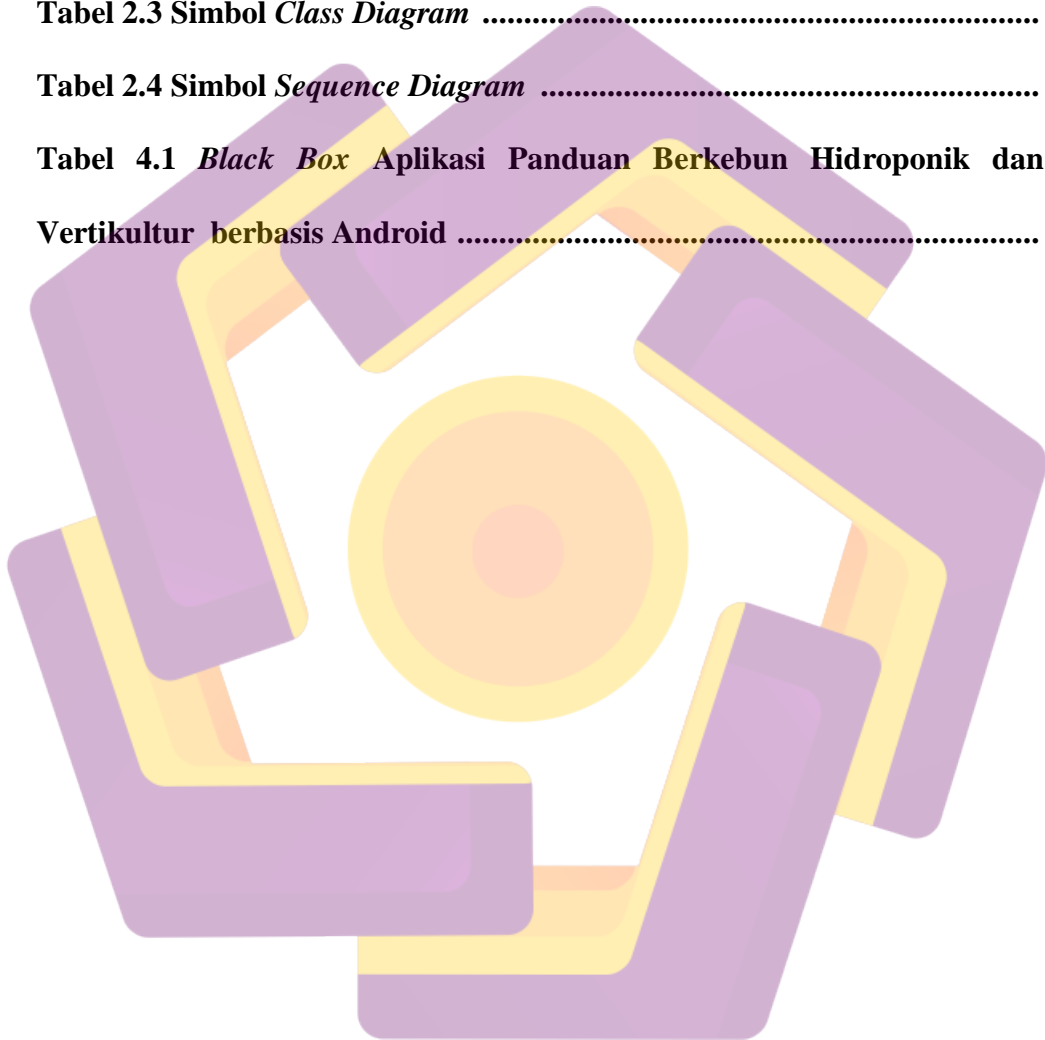 Tabel 2.3 Simbol Class Diagram ....................................................................
Tabel 2.4 Simbol Sequence Diagram .............................................................
Tabel 4.1 Black Box Aplikasi Panduan Berkebun Hidroponik dan
Vertikultur berbasis Android .......................................................................